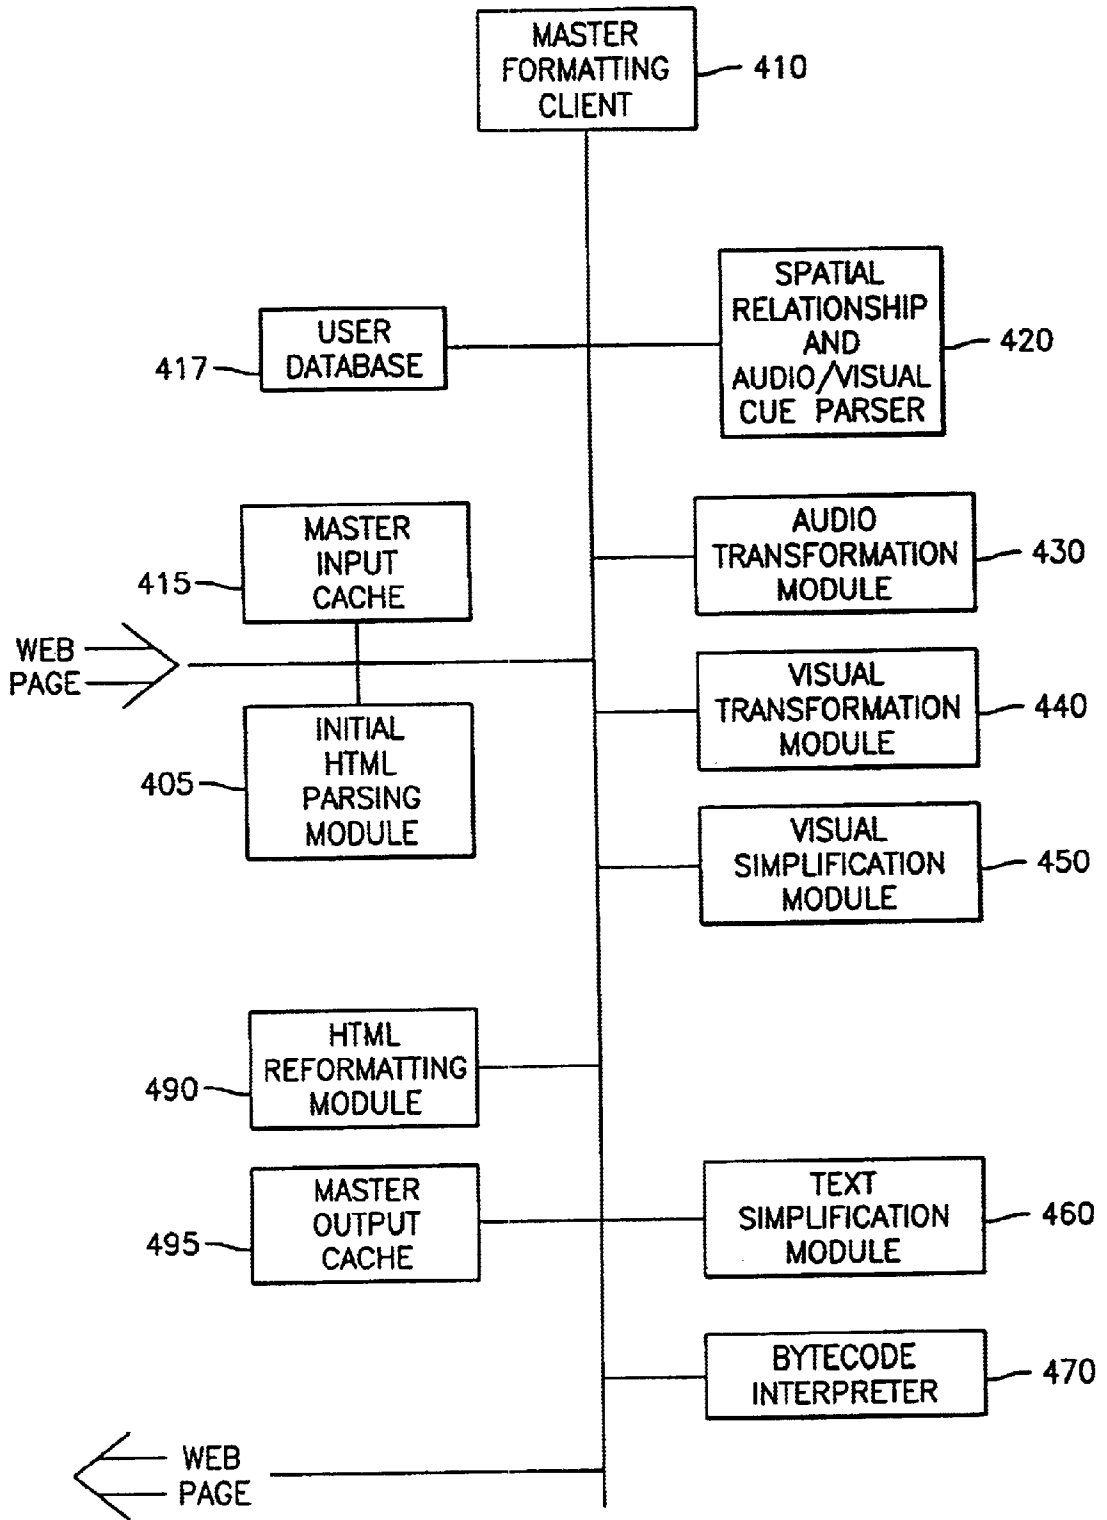 MASTER
FORMATTING
CLIENT
410
SPATIAL
RELATIONSHIP
AND
AUDIO/VISUAL
CUE PARSER
420
USER
DATABASE
417
MASTER
INPUT
CACHE
415
AUDIO
TRANSFORMATION
MODULE
430
WEB
PAGE
VISUAL
TRANSFORMATION
MODULE
440
INITIAL
HTML
PARSING
MODULE
405
VISUAL
SIMPLIFICATION
MODULE
450
HTML
REFORMATTING
MODULE
490
MASTER
OUTPUT
CACHE
495
TEXT
SIMPLIFICATION
MODULE
460
BYTECODE
INTERPRETER
470
WEB
PAGE